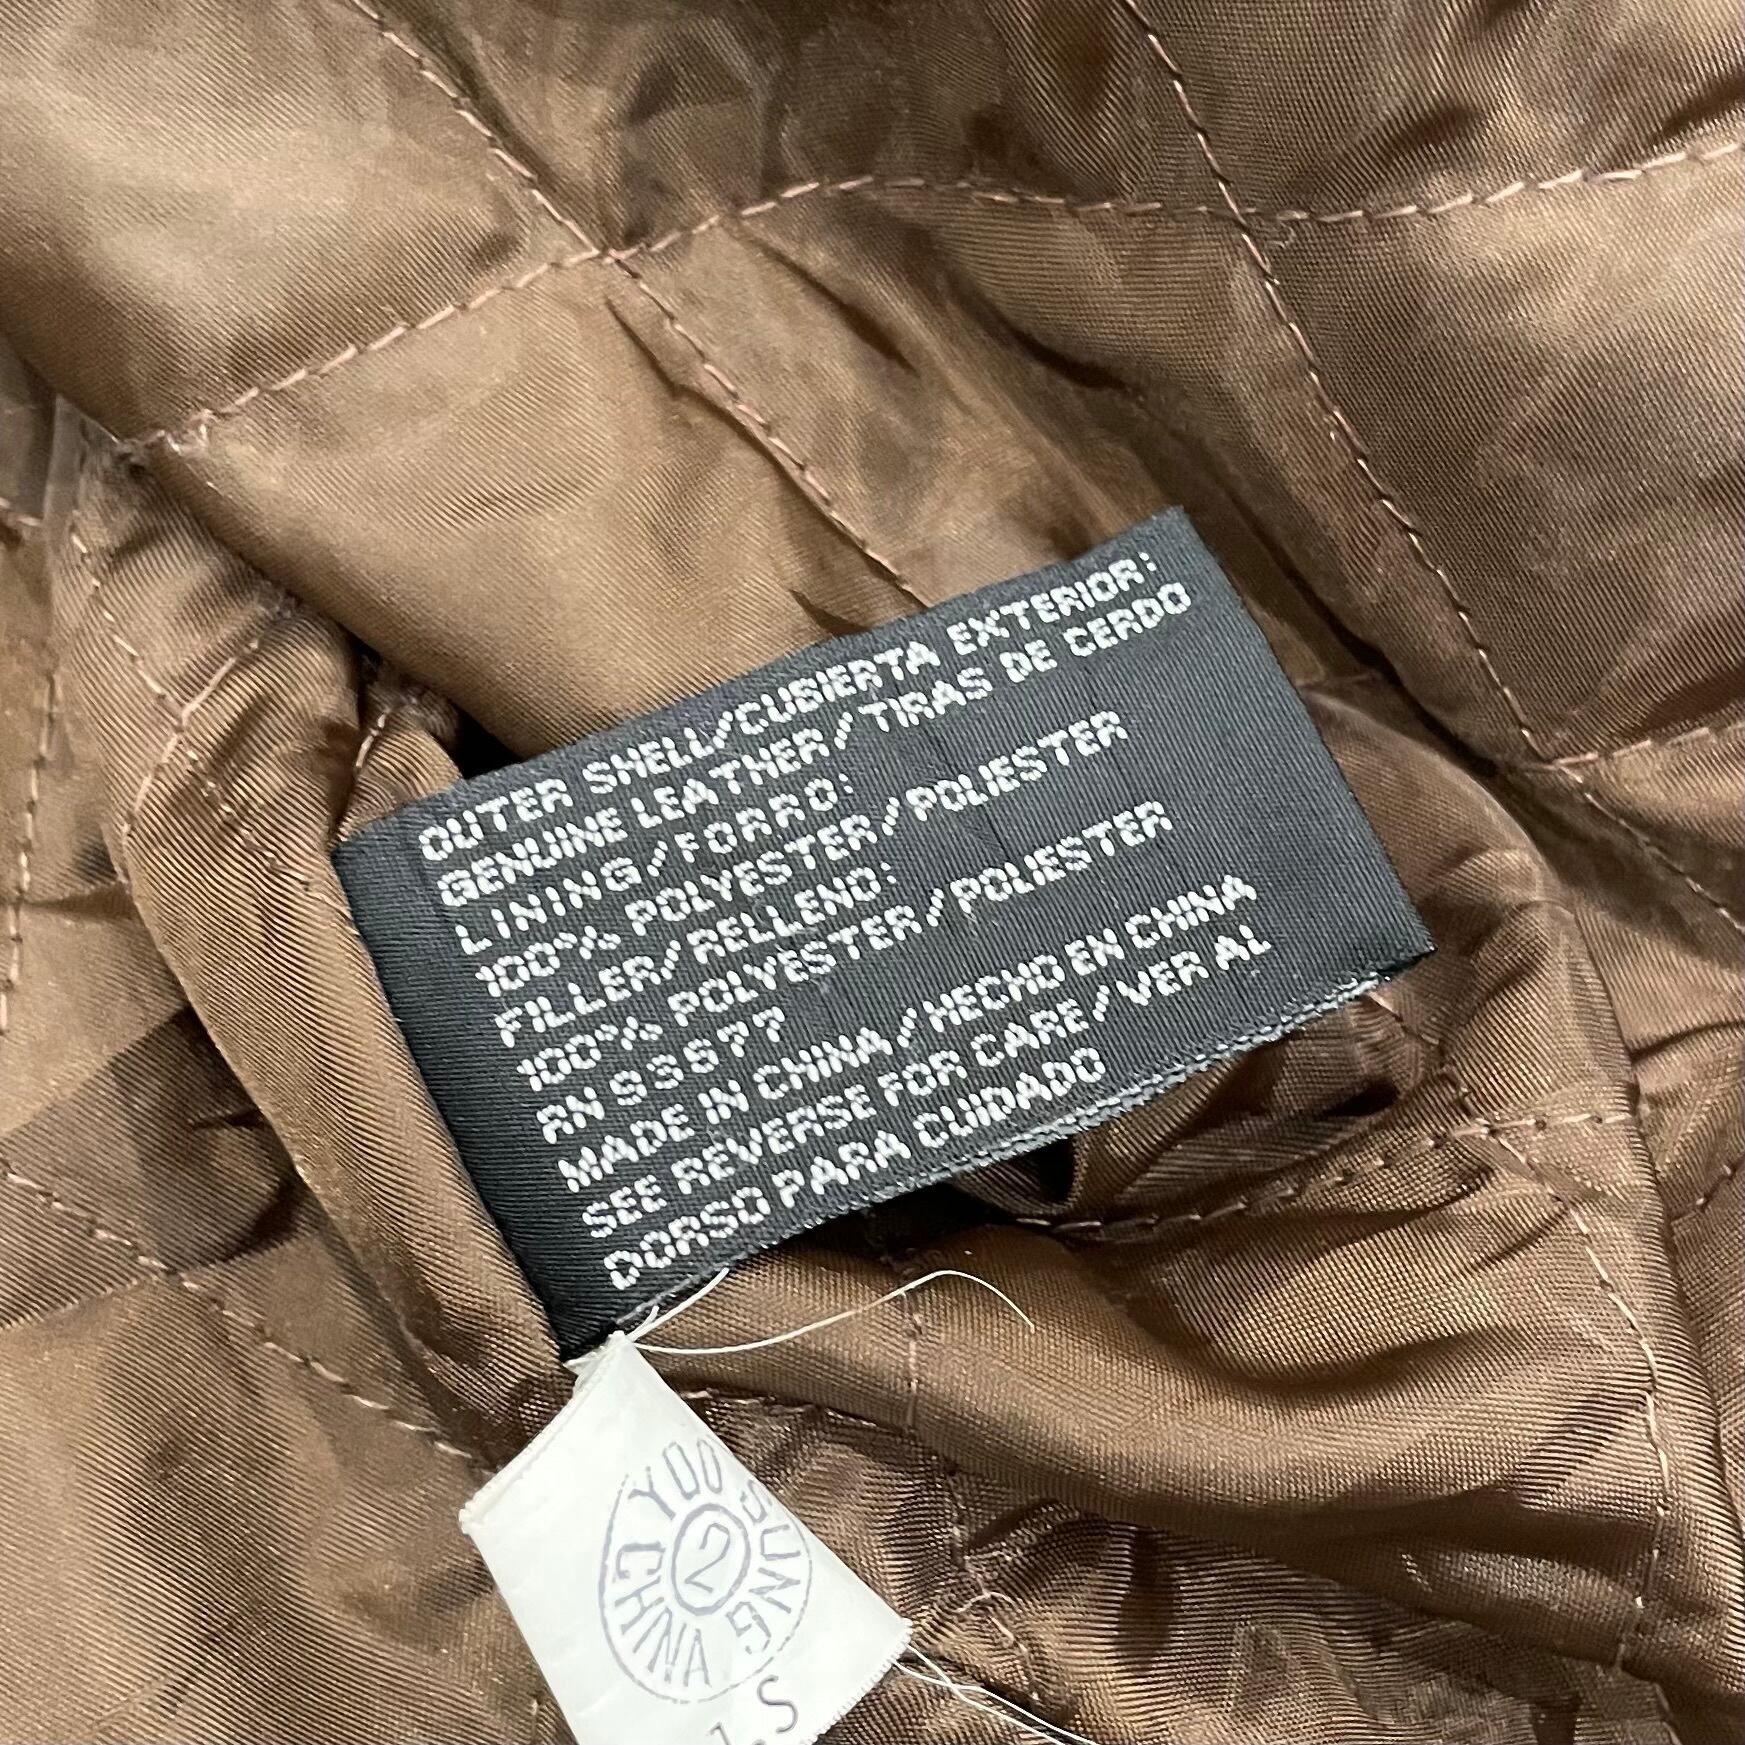 OUTER SHELL/CUBIERTA EXTERIOR:
GENUINE LEATHER/TIRAS DE CERDO
LINING/FORRO:
100% POLYESTER/POLIESTER
FILLER/RELLENO:
100% POLYESTER/POLIESTER
RN 93677
MADE IN CHINA/HECHO EN CHINA
SEE REVERSE FOR CARE/VER AL
DORSO PARA CUIDADO
YOO SUNG CHINA
2